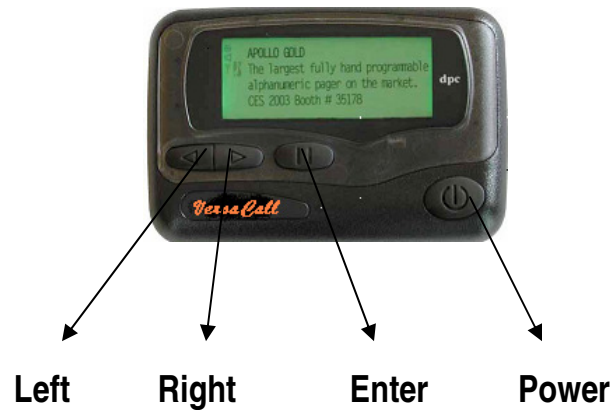 APOLLO GOLD
The largest fully hand programmable
alphanumeric pager on the market.
CES 2003 Booth # 35178
dpc
VersaCall
Left Right Enter Power